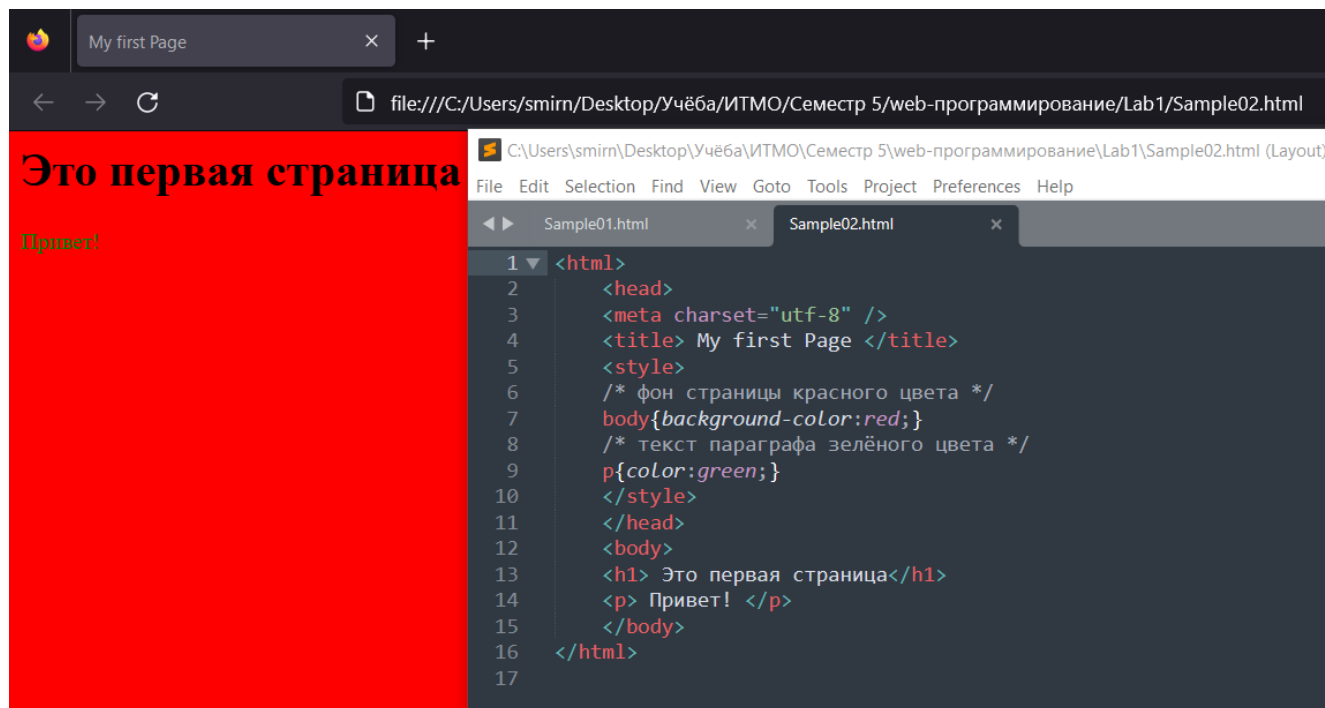 My first Page
file:///C:/Users/smirn/Desktop/Учёба/ИТМО/Семестр 5/web-программирование/Lab1/Sample02.html
Это первая страница
Привет!
C:\Users\smirn\Desktop\Учёба\ИТМО\Семестр 5\web-программирование\Lab1\Sample02.html (Layout)
File Edit Selection Find View Goto Tools Project Preferences Help
Sample01.html Sample02.html
1 <html>
2 <head>
3 <meta charset="utf-8" />
4 <title> My first Page </title>
5 <style>
6 /* фон страницы красного цвета */
7 body{background-color:red;}
8 /* текст параграфа зелёного цвета */
9 p{color:green;}
10 </style>
11 </head>
12 <body>
13 <h1> Это первая страница</h1>
14 <p> Привет! </p>
15 </body>
16 </html>
17